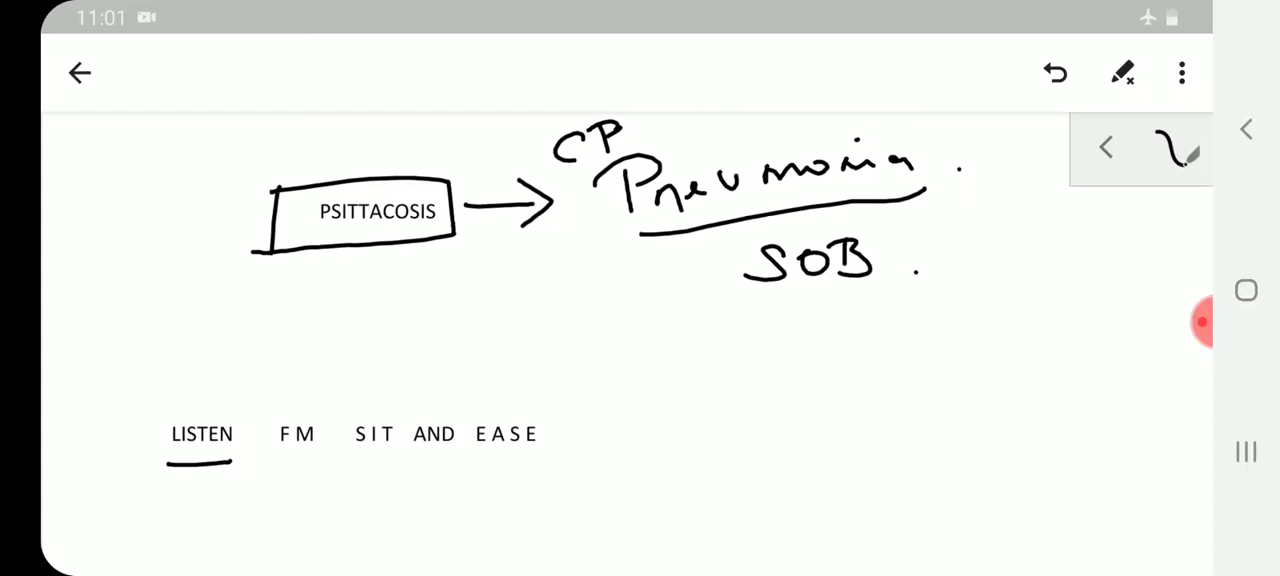 11:01
CP
Pneumonia.
PSITTACOSIS
SOB.
LISTEN FM SIT AND EASE